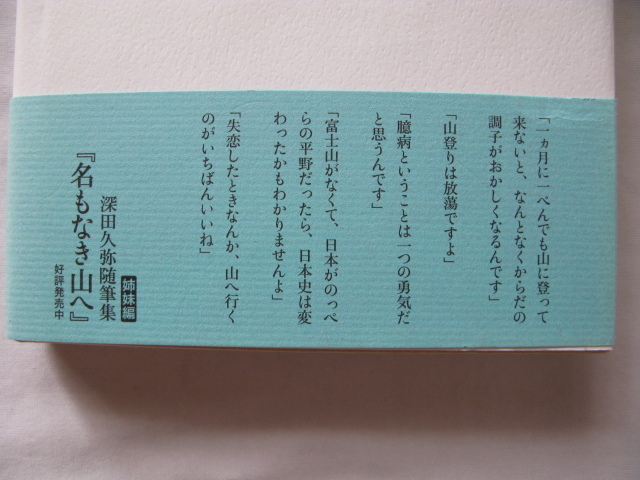 「一ヵ月に一ぺんでも山に登って
来ないと、なんとなくからだの
調子がおかしくなるんです」
「山登りは放蕩ですよ」
「臆病ということは一つの勇気だ
と思うんです」
「富士山がなくて、日本がのっぺ
らの平野だったら、日本史は変
わったかもわかりませんよ」
「失恋したときなんか、山へ行く
のがいちばんいいね」
姉妹編
深田久弥随筆集
『名もなき山へ』
好評発売中